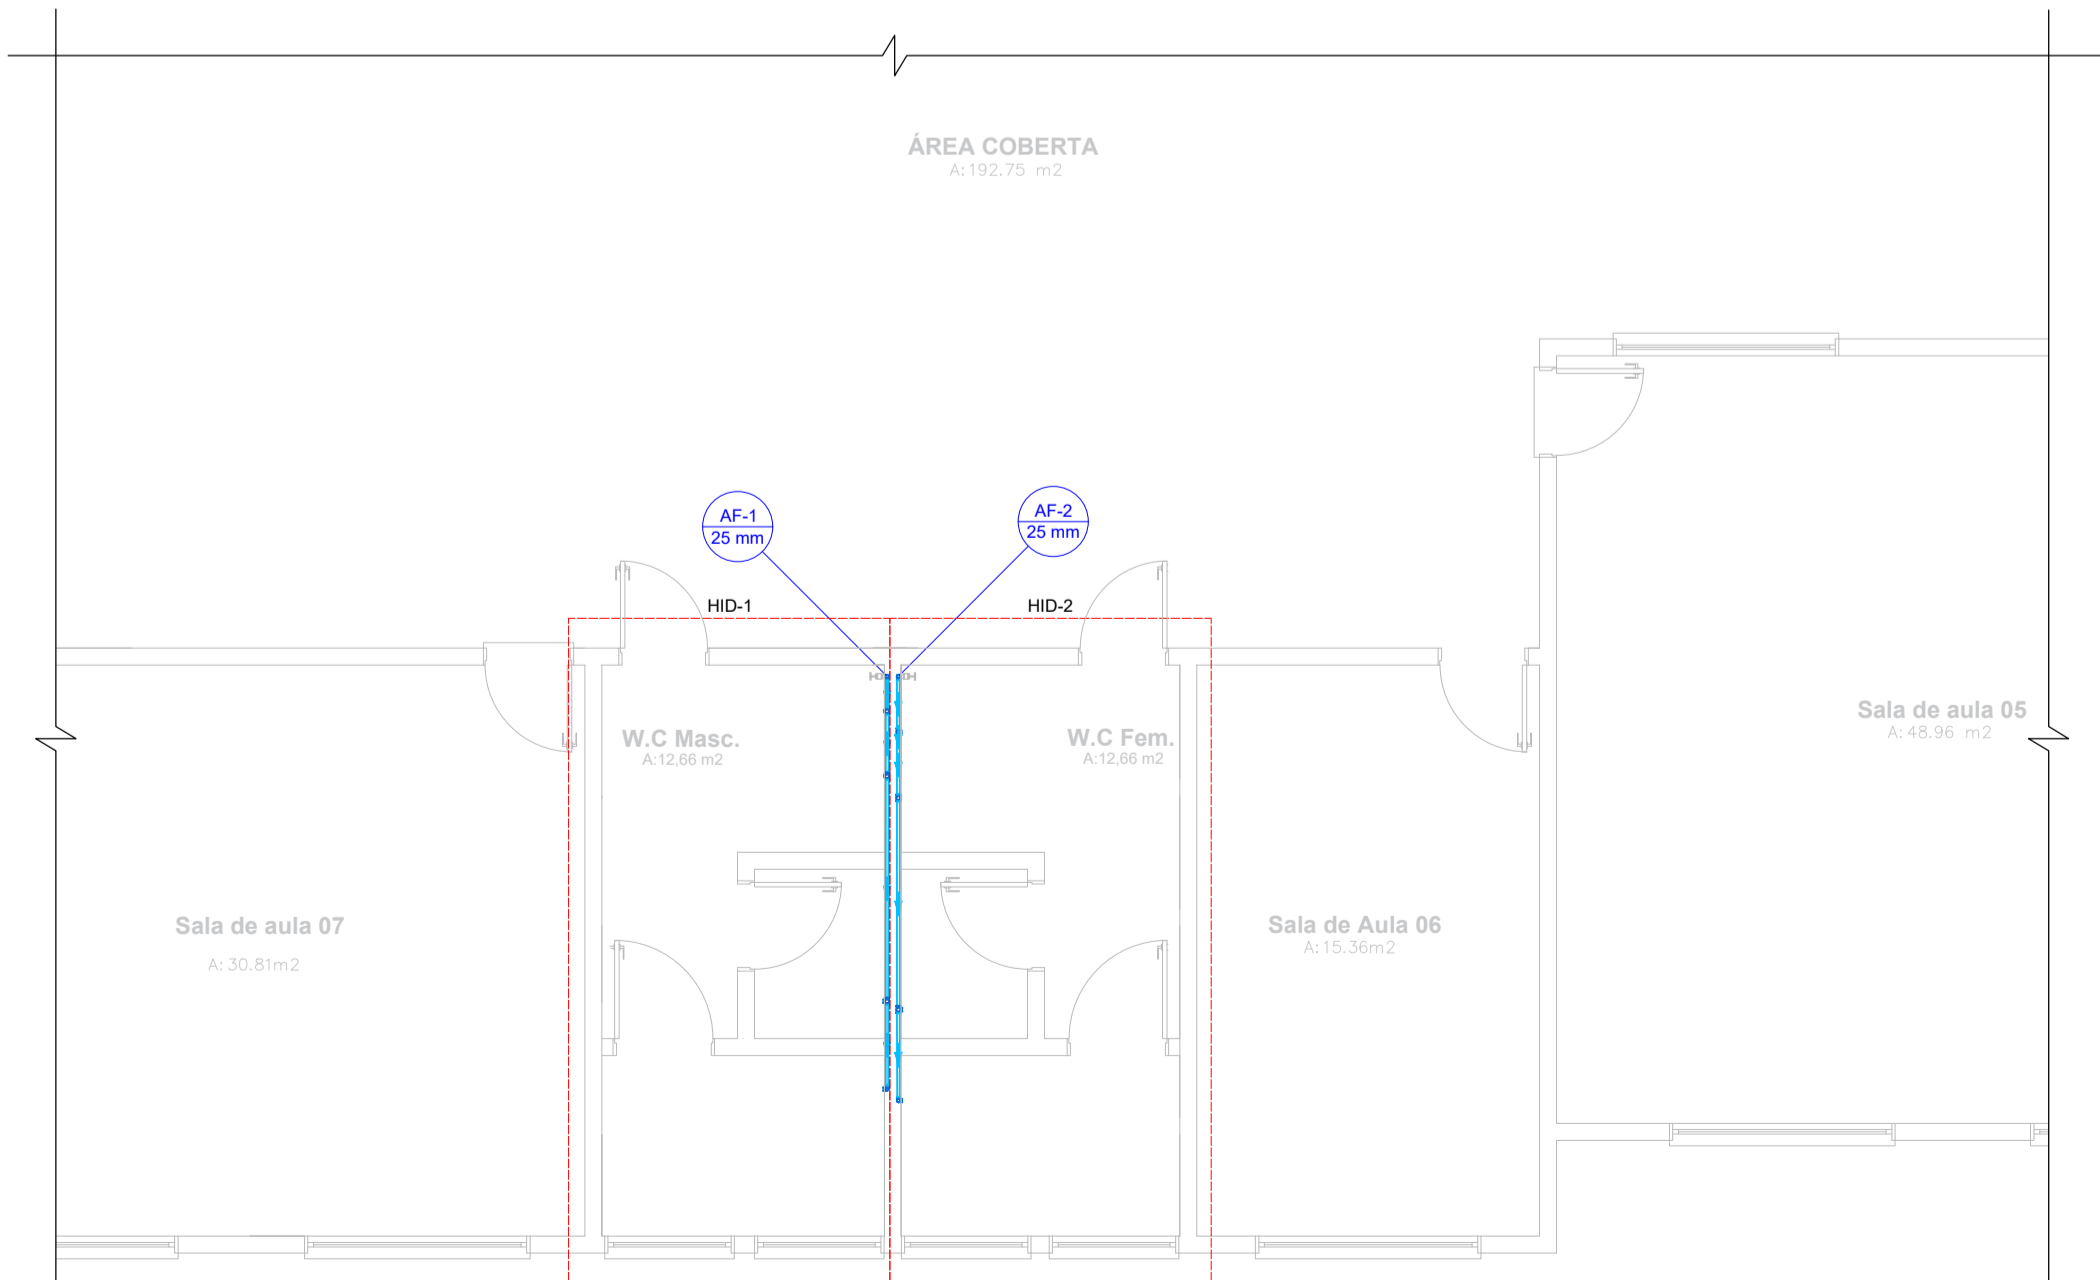 ÁREA COBERTA
A:192.75 m2
AF-1
25 mm
AF-2
25 mm
HID-1
HID-2
W.C Masc.
A:12,66 m2
W.C Fem.
A:12,66 m2
Sala de aula 05
A: 48.96 m2
Sala de aula 07
A: 30.81m2
Sala de Aula 06
A:15.36m2